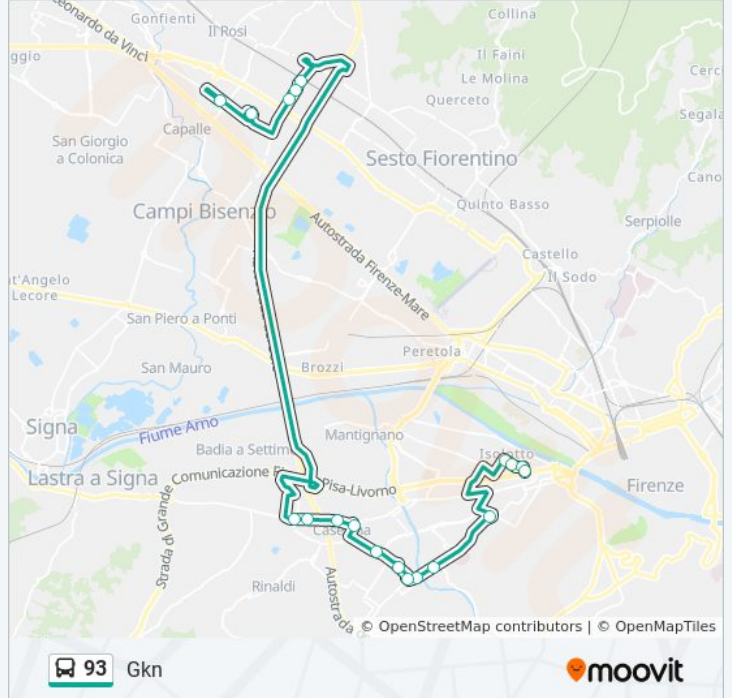 Collina
Gonfienti
Leonardo da Vinci
Il Rosi
Il Faini
ggio
Le Molina
Cerc
Querceto
Segala
Capalle
San Giorgio
a Colonica
Sesto Fiorentino
Cano
Quinto Basso
Campi Bisenzio
Serpiolle
Autostrada Firenze-Mare
Castello
Il Sodo
nt'Angelo
Lecore
San Piero a Ponti
Peretola
San Mauro
Brozzi
Signa
Fiume Arno
Mantignano
Badia a Settimo
Isolotto
Lastra a Signa
Comunicazione
Pisa-Livorno
Firenze
Strada di Grande
Rinaldi
Autostrada
© OpenStreetMap contributors | © OpenMapTiles
93 Gkn
moovit